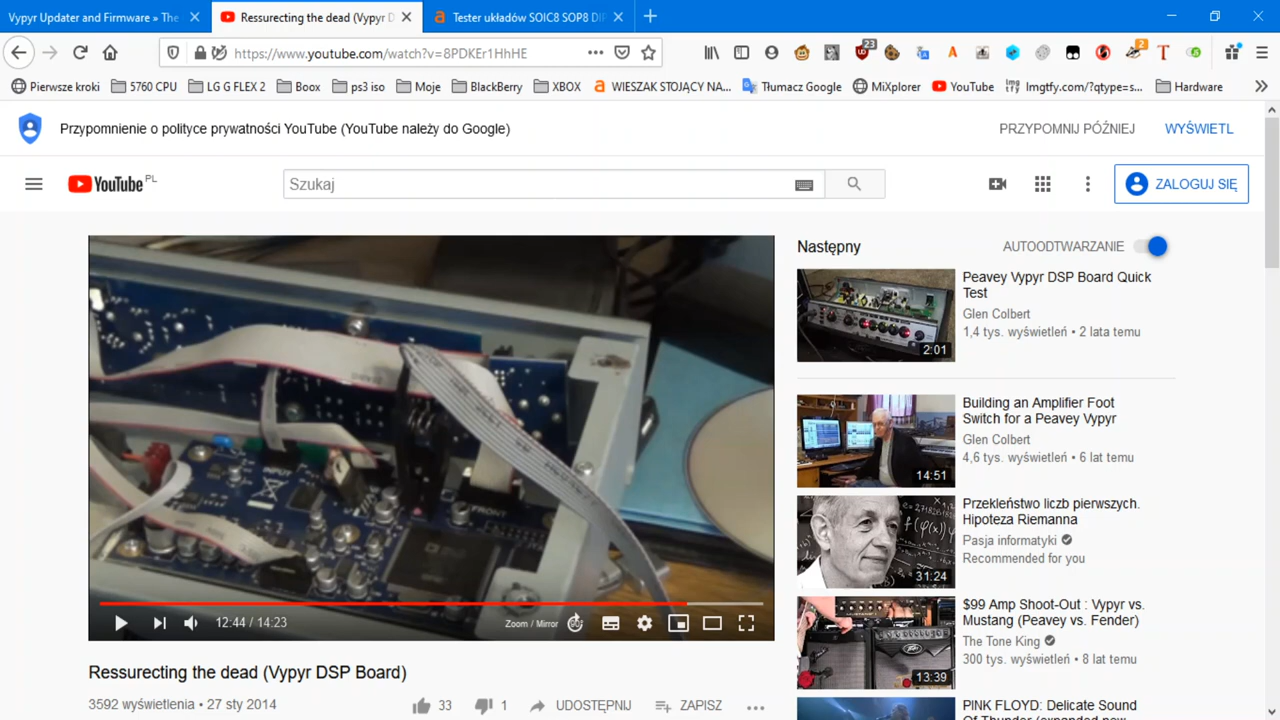 Vypyr Updater and Firmware » The
Ressurecting the dead (Vypyr D
Tester układów SOIC8 SOP8 DI
https://www.youtube.com/watch?v=8PDKEr1HhHE
23
2
Pierwsze kroki
5760 CPU
LG G FLEX 2
Boox
ps3 iso
Moje
BlackBerry
XBOX
WIESZAK STOJĄCY NA...
Tłumacz Google
MiXplorer
YouTube
lmgtfy.com/?qtype=s...
Hardware
Przypomnienie o polityce prywatności YouTube (YouTube należy do Google)
PRZYPOMNIJ PÓŹNIEJ
WYŚWIETL
YouTube PL
Szukaj
ZALOGUJ SIĘ
Następny
AUTOODTWARZANIE
Peavey Vypyr DSP Board Quick
Test
Glen Colbert
1,4 tys. wyświetleń • 2 lata temu
2:01
Building an Amplifier Foot
Switch for a Peavey Vypyr
Glen Colbert
4,6 tys. wyświetleń • 6 lat temu
14:51
Przekleństwo liczb pierwszych.
Hipoteza Riemanna
Pasja informatyki
Recommended for you
31:24
$99 Amp Shoot-Out : Vypyr vs.
Mustang (Peavey vs. Fender)
The Tone King
300 tys. wyświetleń • 8 lat temu
13:39
PINK FLOYD: Delicate Sound
Of Thunder (expanded new
12:44 / 14:23
Zoom / Mirror
Ressurecting the dead (Vypyr DSP Board)
3592 wyświetlenia • 27 sty 2014
33
1
UDOSTĘPNIJ
ZAPISZ